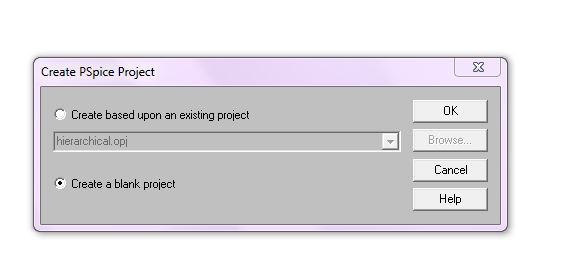 Create PSpice Project
Create based upon an existing project
OK
hierarchical.opj
Browse...
Cancel
Create a blank project
Help